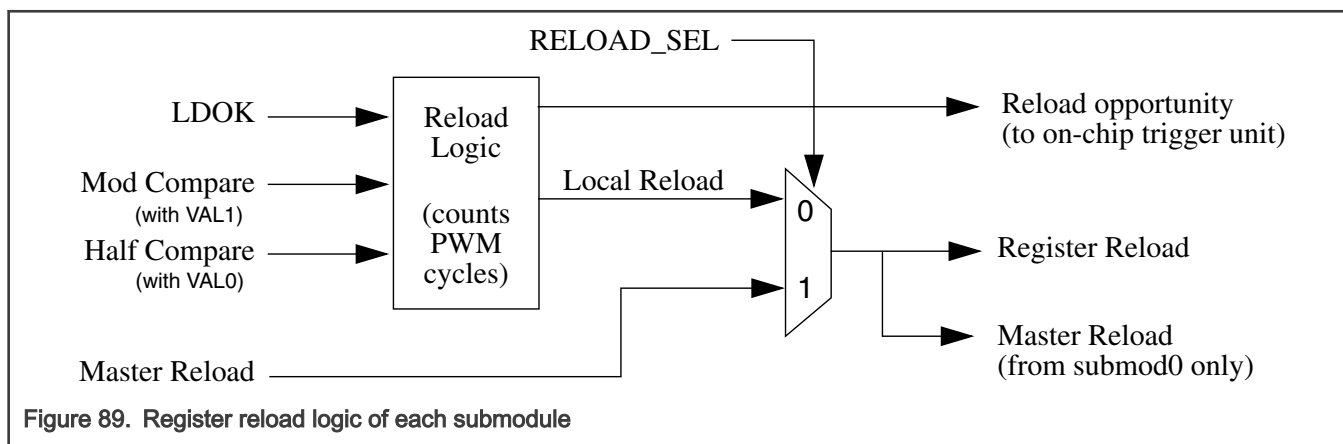 RELOAD_SEL
LDOK
Reload
Logic
Reload opportunity
(to on-chip trigger unit)
Mod Compare
(with VAL1)
Local Reload
(counts
PWM
cycles)
0
Half Compare
(with VAL0)
Register Reload
1
Master Reload
Master Reload
(from submod0 only)
Figure 89. Register reload logic of each submodule